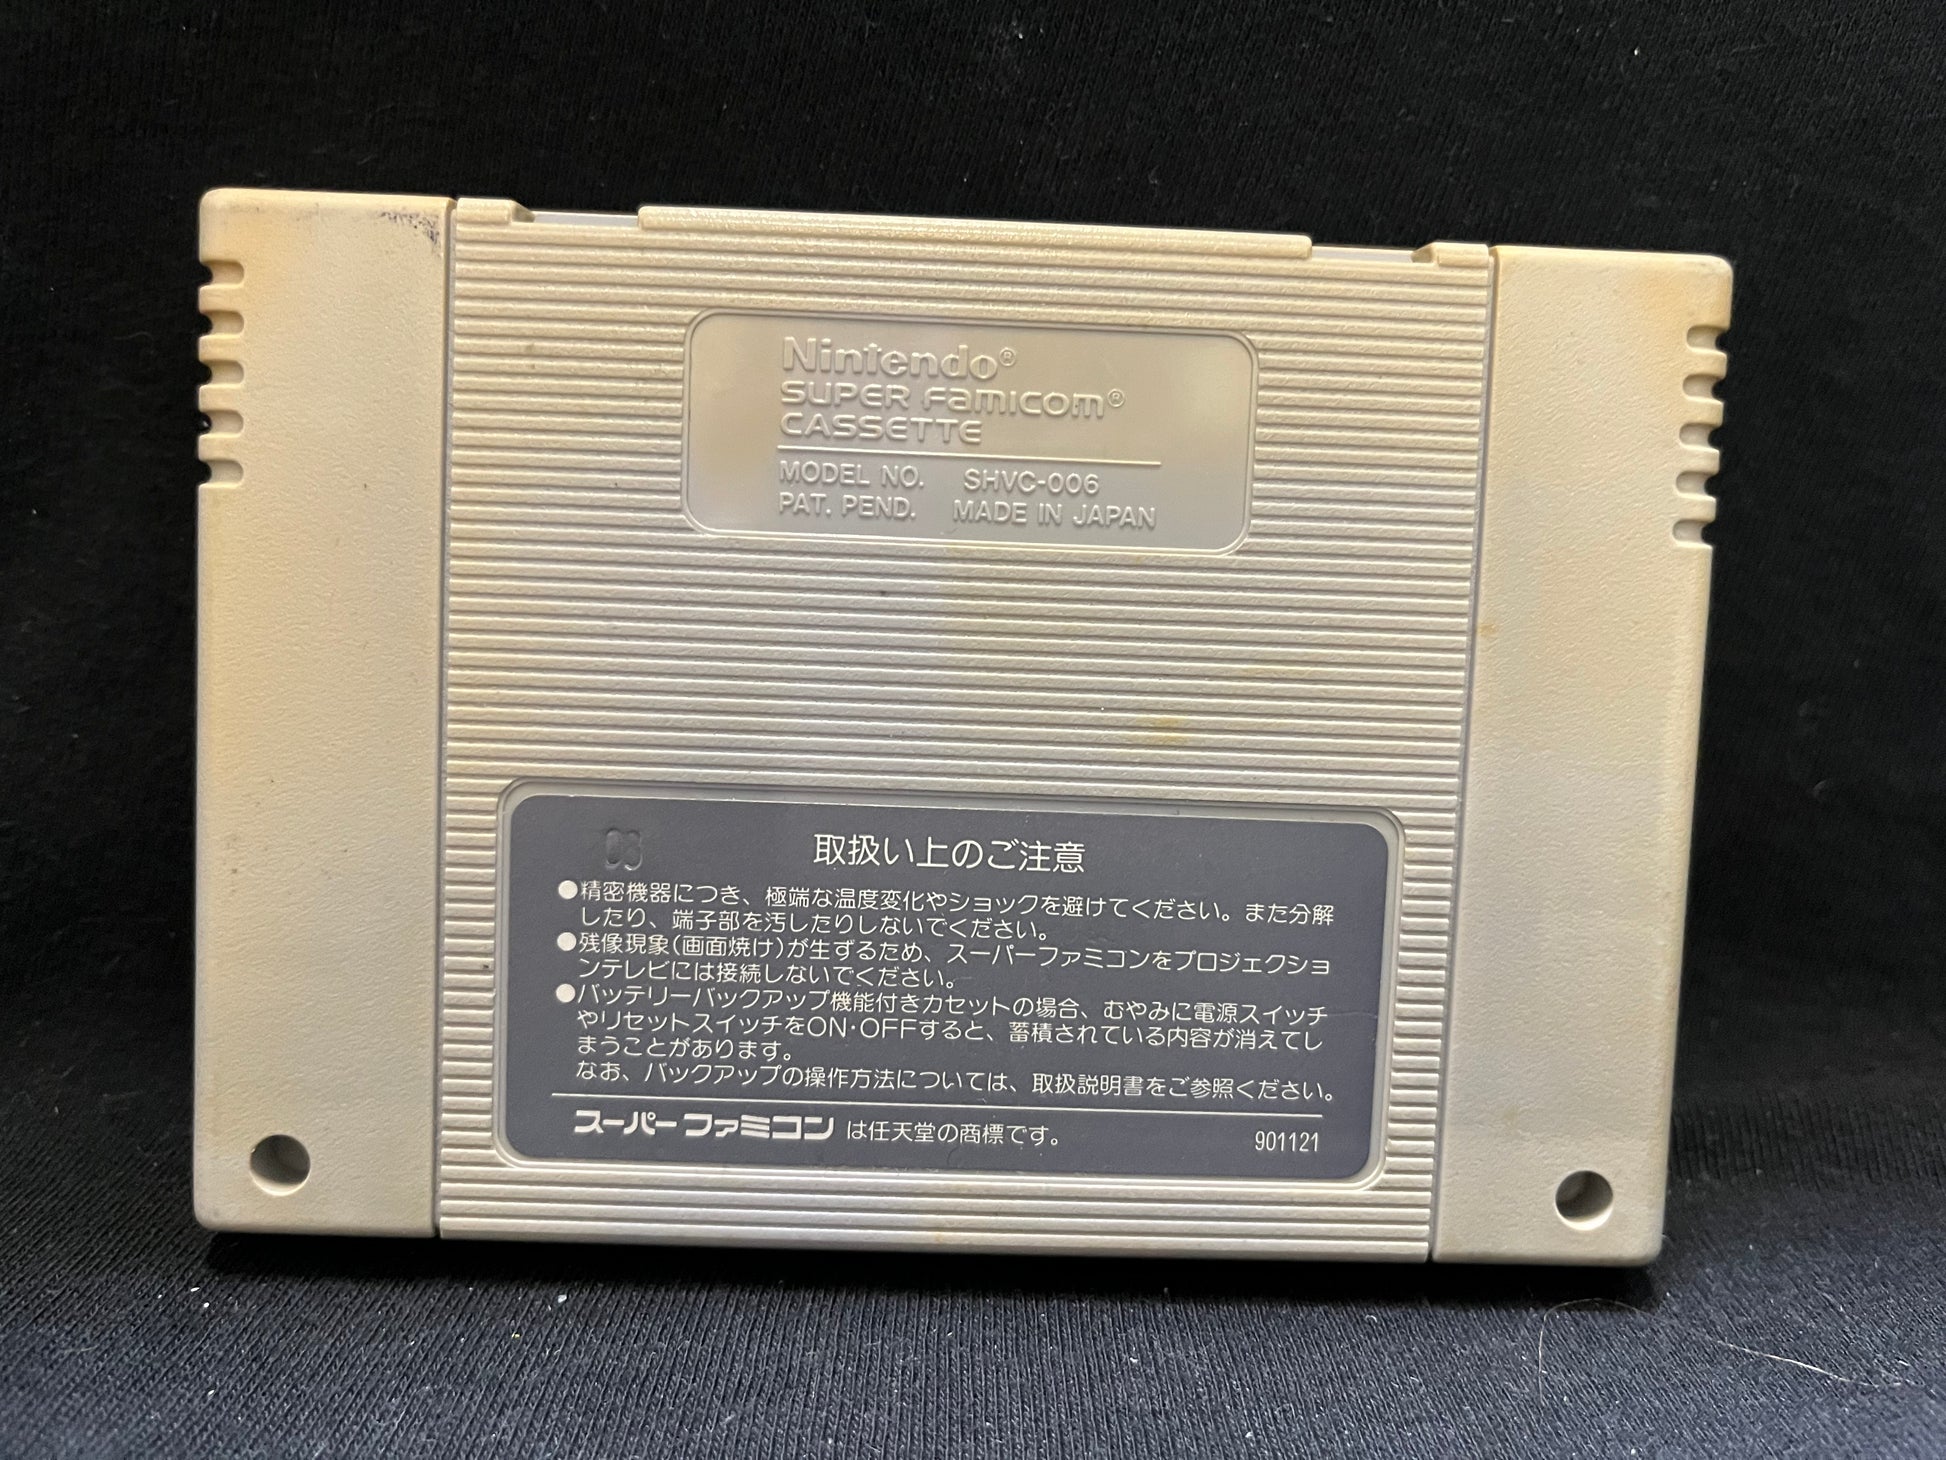 Nintendo®
SUPER FAMICOM®
CASSETTE
MODEL NO. SHVC-006
PAT. PEND. MADE IN JAPAN
03
取扱い上のご注意
●精密機器につき、極端な温度変化やショックを避けてください。また分解
したり、端子部を汚したりしないでください。
●残像現象(画面焼け)が生ずるため、スーパーファミコンをプロジェクショ
ンテレビには接続しないでください。
●バッテリーバックアップ機能付きカセットの場合、むやみに電源スイッチ
やリセットスイッチをON・OFFすると、蓄積されている内容が消えてし
まうことがあります。
なお、バックアップの操作方法については、取扱説明書をご参照ください。
スーパーファミコン は任天堂の商標です。 901121